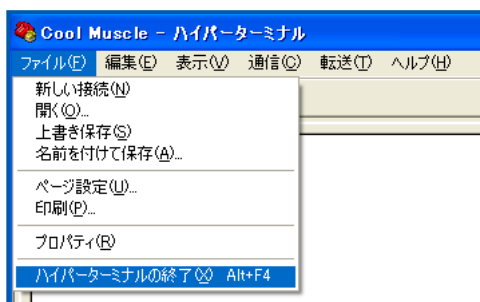 Cool Muscle - ハイパーターミナル
ファイル(F) 編集(E) 表示(V) 通信(C) 転送(T) ヘルプ(H)
新しい接続(N)
開く(O)...
上書き保存(S)
名前を付けて保存(A)...
ページ設定(U)...
印刷(P)...
プロパティ(R)
ハイパーターミナルの終了(X) Alt+F4